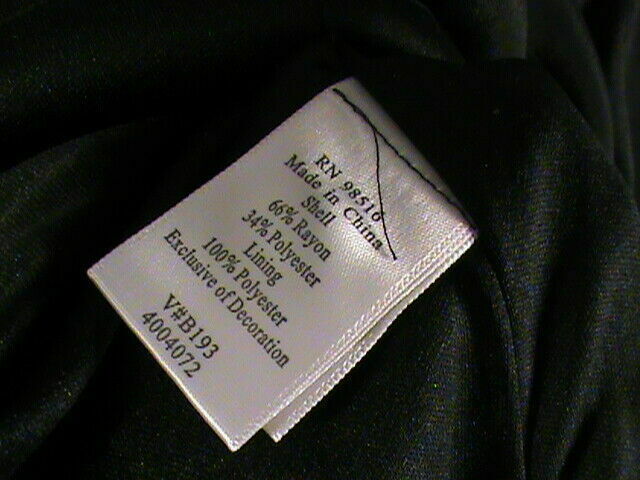 RN 98516
Made in China
Shell
66% Rayon
34% Polyester
Lining
100% Polyester
Exclusive of Decoration
V#B193
4004072